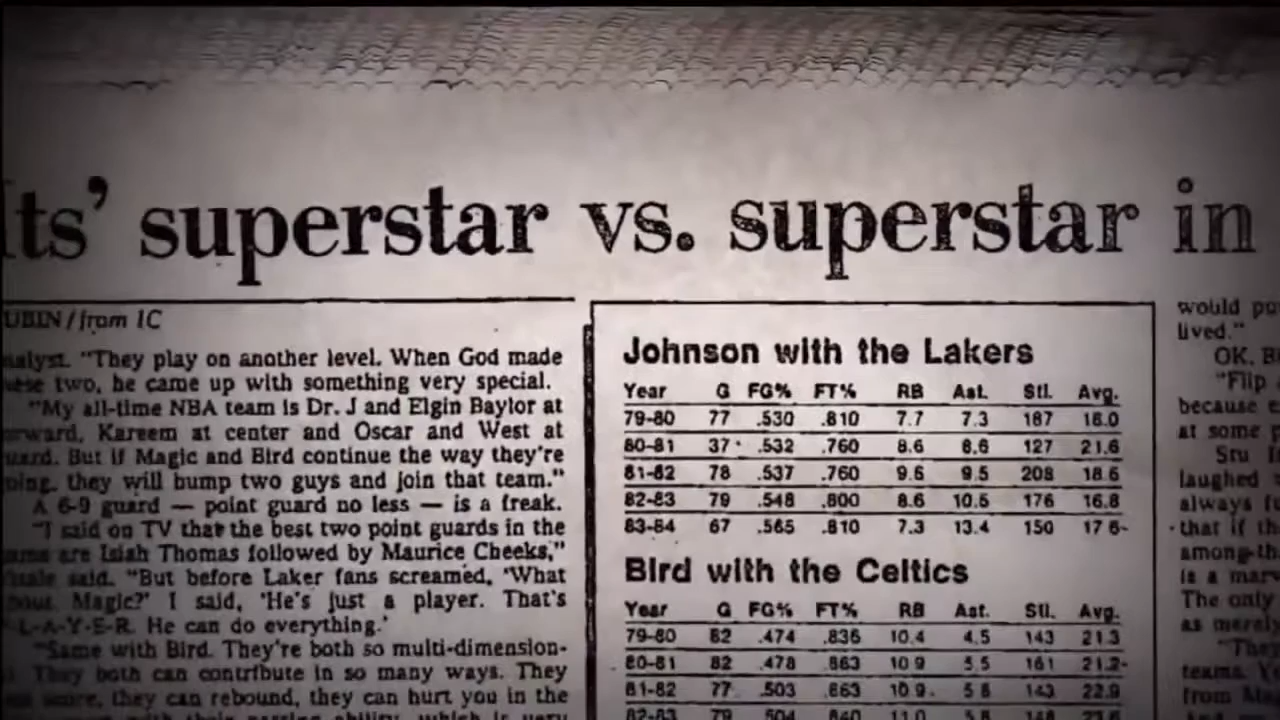 ts' superstar vs. superstar in
UBIN / from 1C
"They play on another level. When God made
these two, he came up with something very special.
"My all-time NBA team is Dr. J and Elgin Baylor at
Kareem at center and Oscar and West at
But if Magic and Bird continue the way they're
they will bump two guys and join that team."
A 6-9 guard — point guard no less — is a freak.
"I said on TV that the best two point guards in the
are Isiah Thomas followed by Maurice Cheeks,"
said. "But before Laker fans screamed, 'What
Magic?' I said, 'He's just a player. That's
L-A-Y-E-R. He can do everything.'
"Same with Bird. They're both so multi-dimension-
They both can contribute in so many ways. They
score, they can rebound, they can hurt you in the
Johnson with the Lakers
Year G FG% FT% RB Ast. Stl. Avg.
79-80 77 .530 .810 7.7 7.3 187 18.0
80-81 37 .532 .760 8.6 8.6 127 21.6
81-82 78 .537 .760 9.6 9.5 208 18.6
82-83 79 .548 .800 8.6 10.5 176 16.8
83-84 67 .565 .810 7.3 13.4 150 17 6
Bird with the Celtics
Year G FG% FT% RB Ast. Stl. Avg.
79-80 82 .474 .836 10.4 4.5 143 21.3
80-81 82 .478 .863 10 9 5.5 161 21.2
81-82 77 .503 .863 10 9 5 8 143 22.9
82-83 79 504 840 11.0 5.8
would
lived."
OK.
"Flip
because
at some
Stu
laughed
always
that if
among
is a
The only
as merely
"They
teams.
from